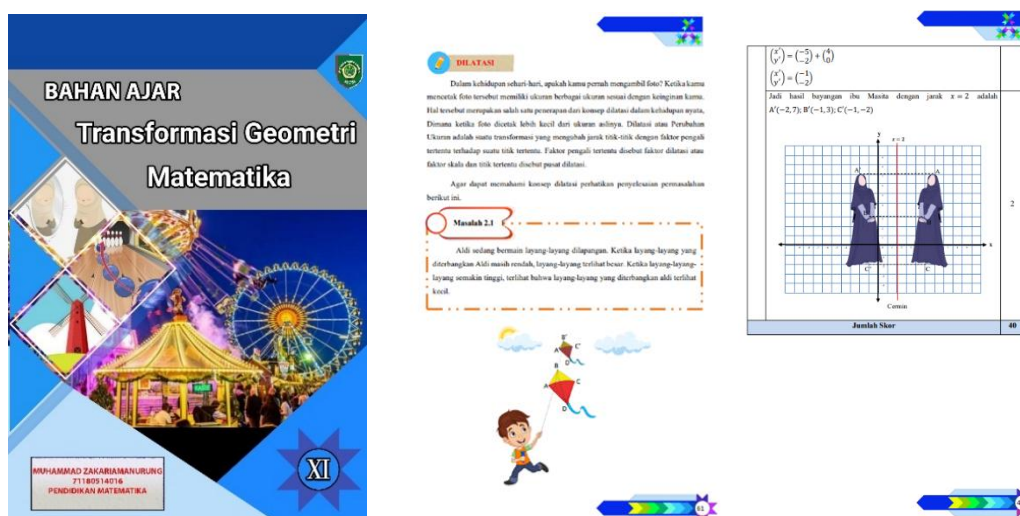 BAHAN AJAR
Transformasi Geometri
Matematika
MUHAMMAD ZAKARIAMANURUNG
71180514016
PENDIDIKAN MATEMATIKA
XI
DILATASI
Dalam kehidupan sehari-hari, apakah kamu pernah mengambil foto? Ketika kamu
mencetak foto tersebut memiliki ukuran berbagai ukuran sesuai dengan keinginan kamu.
Hal tersebut merupakan salah satu penerapan dari konsep dilatasi dalam kehidupan nyata,
Dimana ketika foto dicetak lebih kecil dari ukuran aslinya. Dilatasi atau Perubahan
Ukuran adalah suatu transformasi yang mengubah jarak titik-titik dengan faktor pengali
tertentu terhadap suatu titik tertentu. Faktor pengali tertentu disebut faktor dilatasi atau
faktor skala dan titik tertentu disebut pusat dilatasi.
Agar dapat memahami konsep dilatasi perhatikan penyelesaian permasalahan
berikut ini.
Masalah 2.1
Aldi sedang bermain layang-layang dilapangan. Ketika layang-layang yang
diterbangkan Aldi masih rendah, layang-layang terlihat besar. Ketika layang-layang-
layang semakin tinggi, terlihat bahwa layang-layang yang diterbangkan aldi terlihat
kecil.
B'
A' C'
D'
B
A C
D
(x' y') = (-5 -2) + (4 0)
(x' y') = (-1 -2)
Jadi hasil bayangan ibu Masita dengan jarak x = 2 adalah
A'(−2, 7); B'(−1, 3); C'(−1, −2)
2
y
x = 2
A' A
x
C' C
Cermin
Jumlah Skor 40